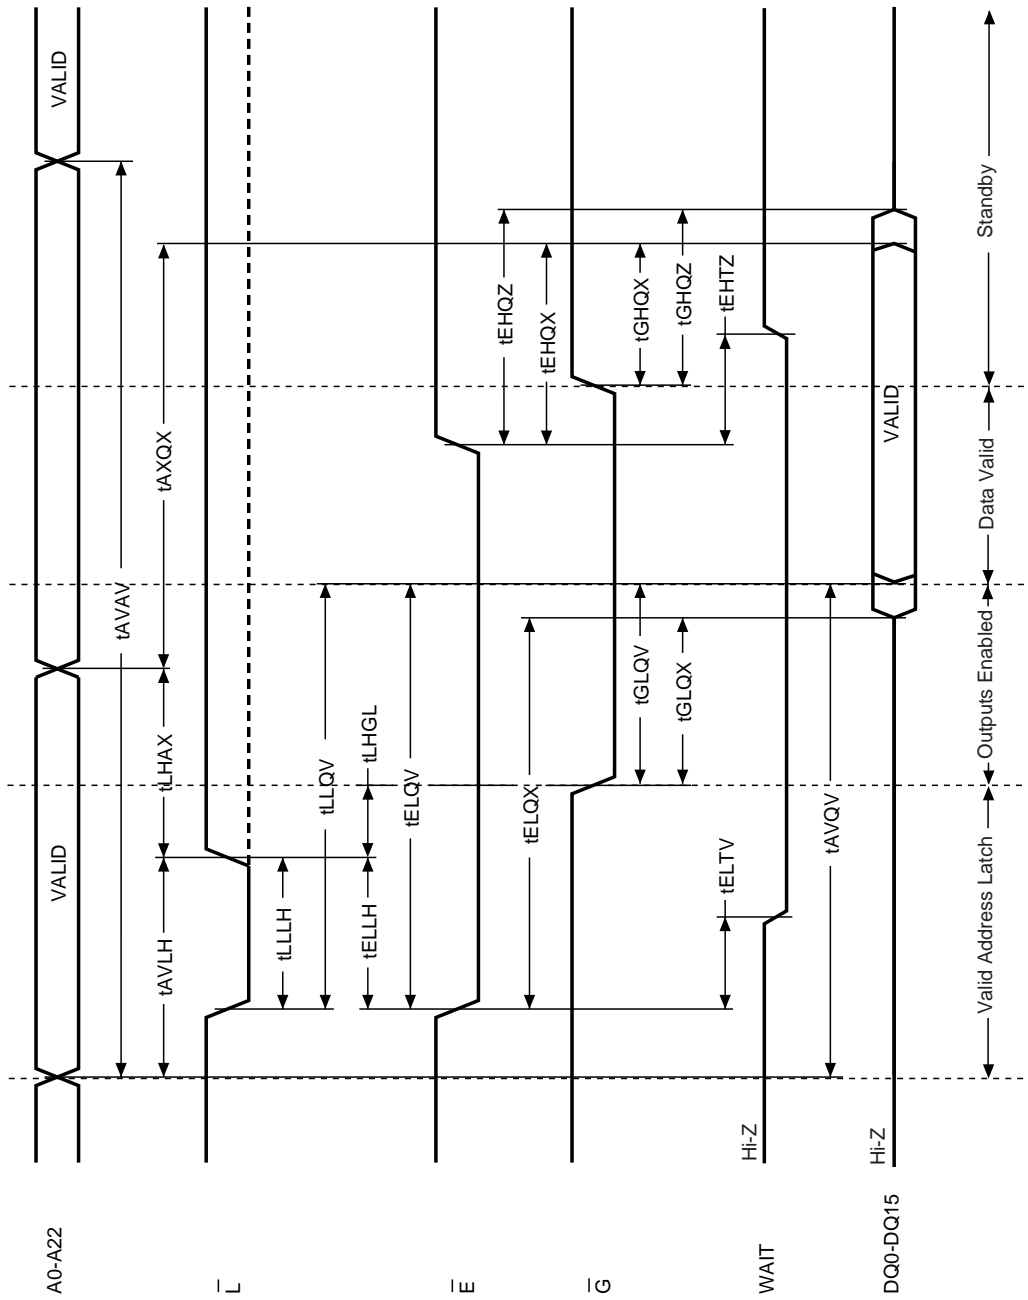 A0-A22
VALID
VALID
tAVAV
tAVLH
tLHAX
tAXQX
L
tLLLH
tLLQV
tELLH
tLHGL
tELQV
E
tELQX
tEHQZ
tEHQX
G
tGLQV
tGLQX
tGHQX
tGHQZ
tELTV
tEHTZ
WAIT
Hi-Z
tAVQV
DQ0-DQ15
Hi-Z
VALID
Valid Address Latch
Outputs Enabled
Data Valid
Standby